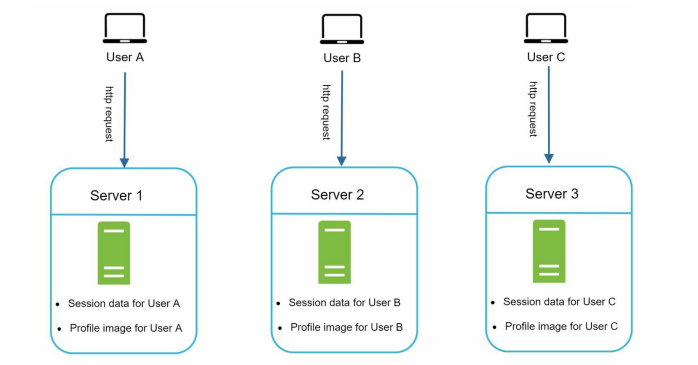 User A
User B
User C
http request
http request
http request
Server 1
Server 2
Server 3
• Session data for User A
• Profile image for User A
• Session data for User B
• Profile image for User B
• Session data for User C
• Profile image for User C